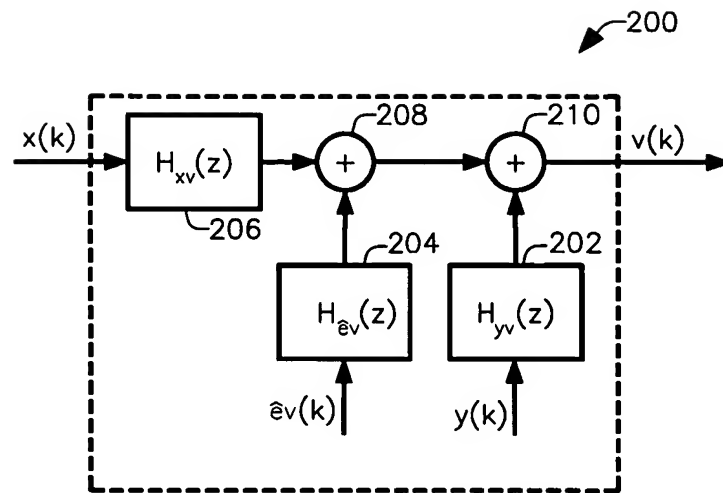 200
208
210
x(k)
v(k)
H_xv(z)
+
+
206
204
202
H_êv(z)
H_yv(z)
êv(k)
y(k)